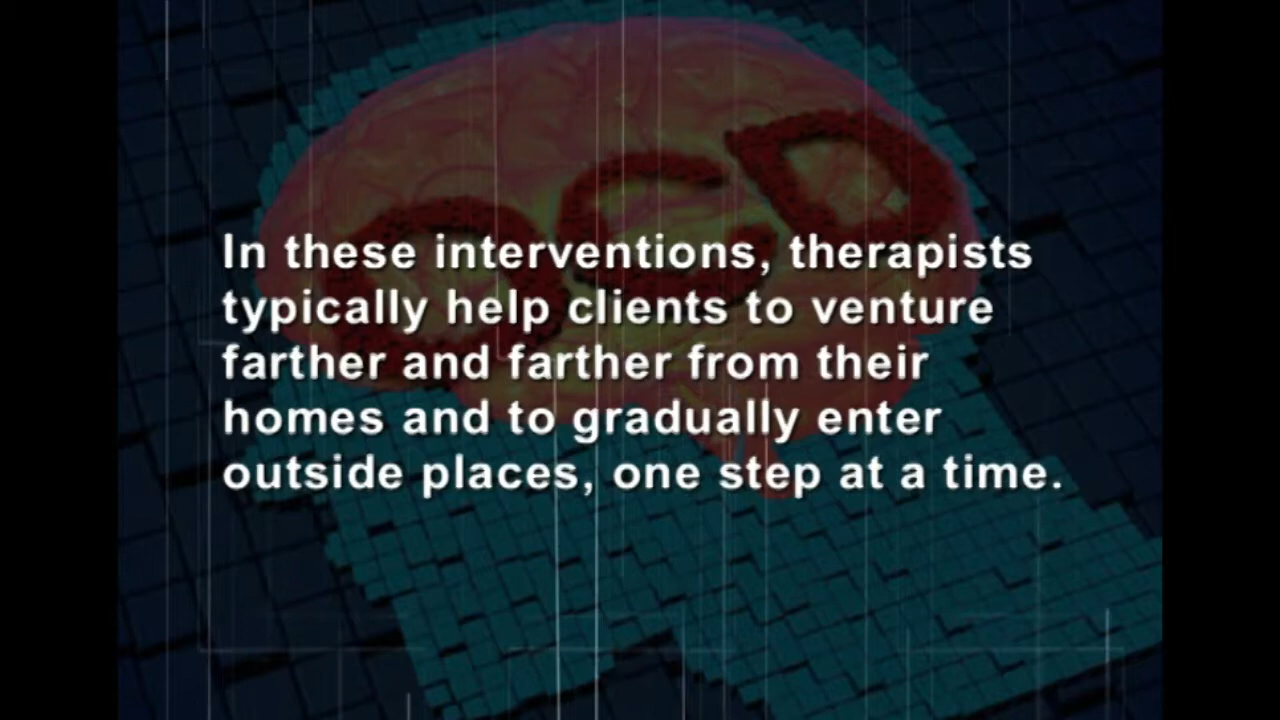 OCD
In these interventions, therapists
typically help clients to venture
farther and farther from their
homes and to gradually enter
outside places, one step at a time.